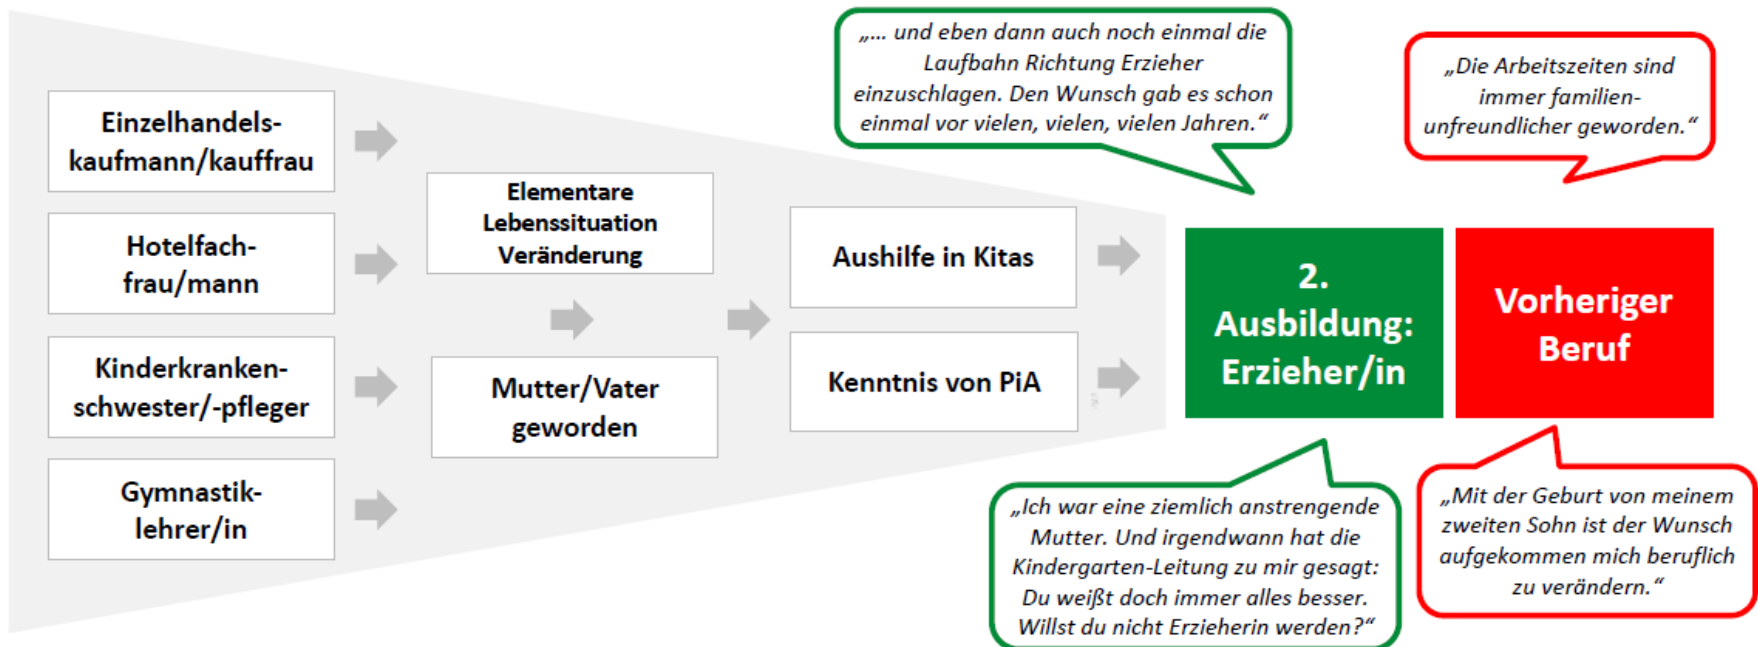 Einzelhandels-
kaufmann/kauffrau
Hotelfach-
frau/mann
Kinderkranken-
schwester/-pfleger
Gymnastik-
lehrer/in
Elementare
Lebenssituation
Veränderung
Mutter/Vater
geworden
Aushilfe in Kitas
Kenntnis von PiA
„... und eben dann auch noch einmal die
Laufbahn Richtung Erzieher
einzuschlagen. Den Wunsch gab es schon
einmal vor vielen, vielen, vielen Jahren.“
„Die Arbeitszeiten sind
immer familien-
unfreundlicher geworden.“
2.
Ausbildung:
Erzieher/in
Vorheriger
Beruf
„Ich war eine ziemlich anstrengende
Mutter. Und irgendwann hat die
Kindergarten-Leitung zu mir gesagt:
Du weißt doch immer alles besser.
Willst du nicht Erzieherin werden?“
„Mit der Geburt von meinem
zweiten Sohn ist der Wunsch
aufgekommen mich beruflich
zu verändern.“